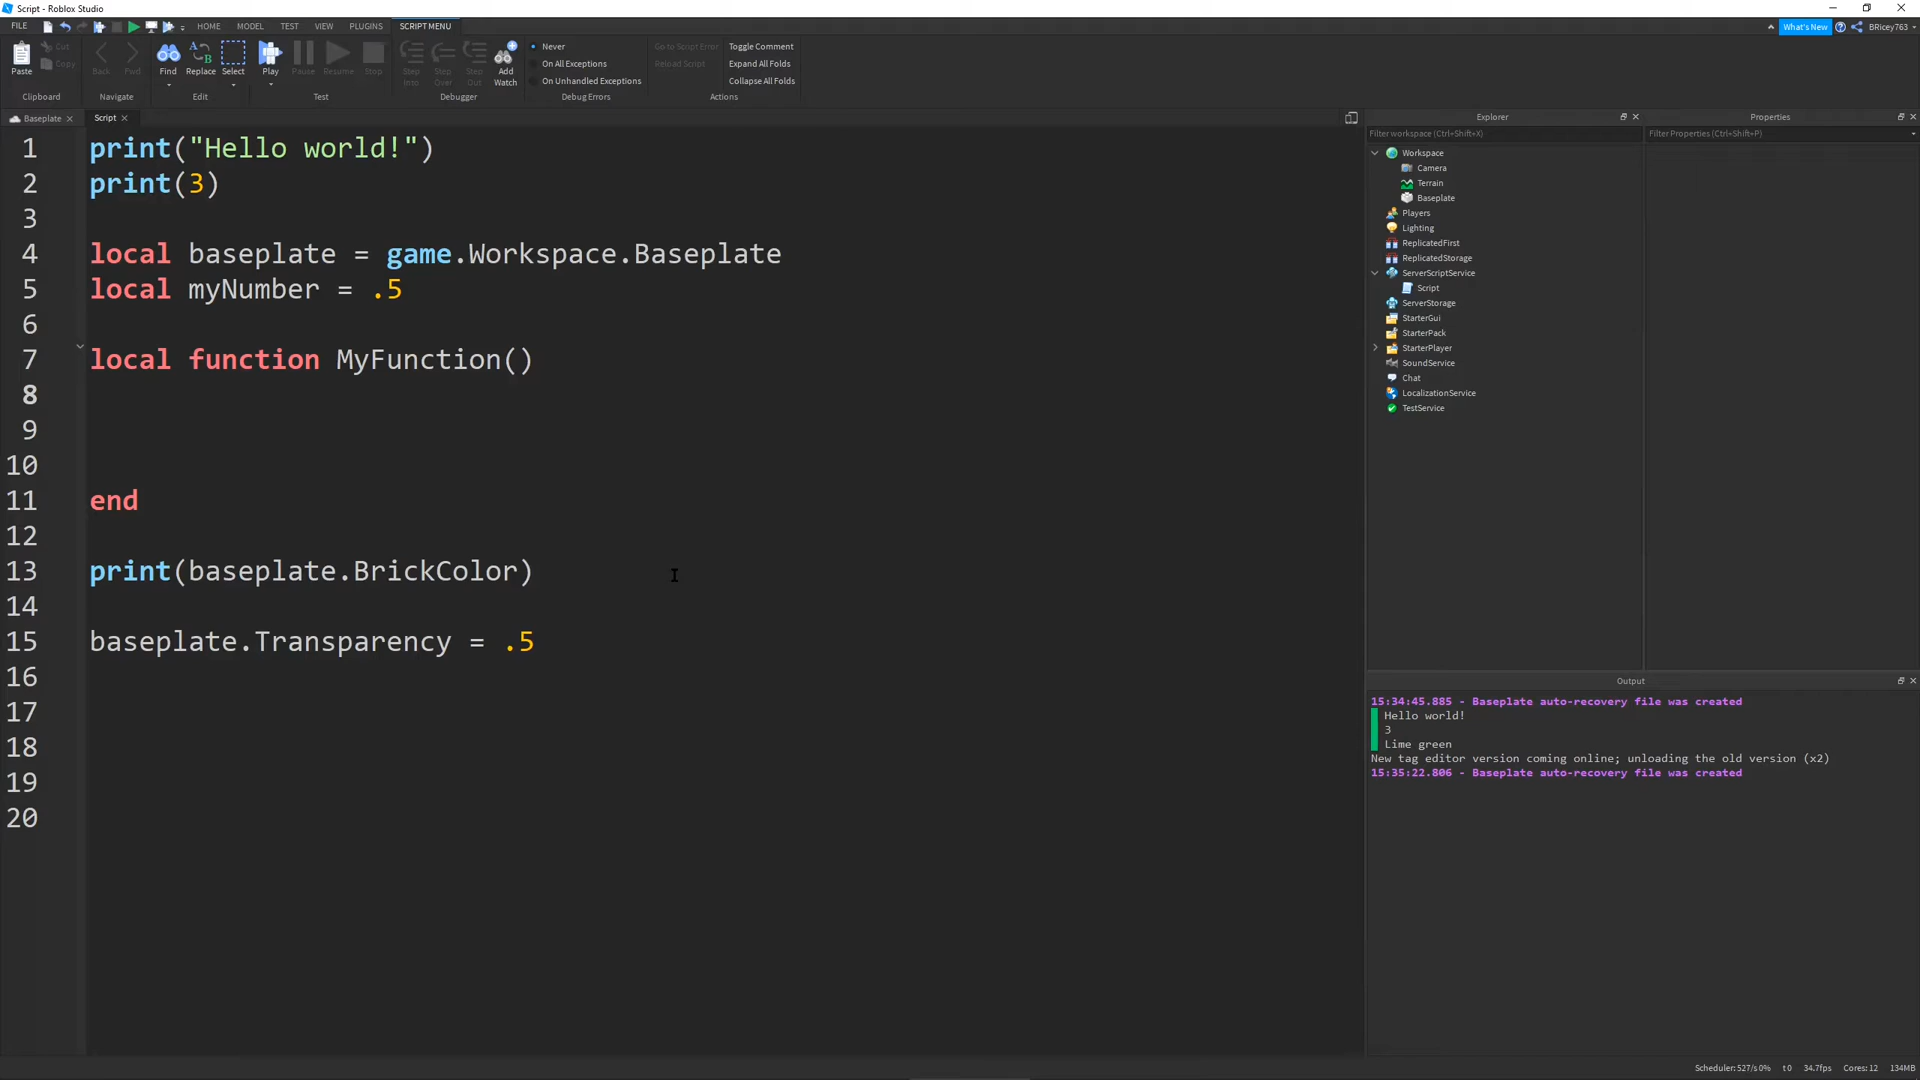 Script - Roblox Studio
FILE HOME MODEL TEST VIEW PLUGINS SCRIPT MENU What's New BRicey763
Paste Cut Copy Back Fwd Find Replace Select Play Pause Resume Stop Step Into Step Over Step Out Add Watch
Never
On All Exceptions
On Unhandled Exceptions
Go to Script Error
Reload Script
Toggle Comment
Expand All Folds
Collapse All Folds
Clipboard Navigate Edit Test Debugger Debug Errors Actions
Baseplate Script
1 print("Hello world!")
2 print(3)
3
4 local baseplate = game.Workspace.Baseplate
5 local myNumber = .5
6
7 local function MyFunction()
8
9
10
11 end
12
13 print(baseplate.BrickColor)
14
15 baseplate.Transparency = .5
16
17
18
19
20
Explorer
Filter workspace (Ctrl+Shift+X)
Workspace
Camera
Terrain
Baseplate
Players
Lighting
ReplicatedFirst
ReplicatedStorage
ServerScriptService
Script
ServerStorage
StarterGui
StarterPack
StarterPlayer
SoundService
Chat
LocalizationService
TestService
Properties
Filter Properties (Ctrl+Shift+P)
Output
15:34:45.885 - Baseplate auto-recovery file was created
Hello world!
3
Lime green
New tag editor version coming online; unloading the old version (x2)
15:35:22.806 - Baseplate auto-recovery file was created
Scheduler: 527/s 0% t 0 34.7fps Cores: 12 134MB